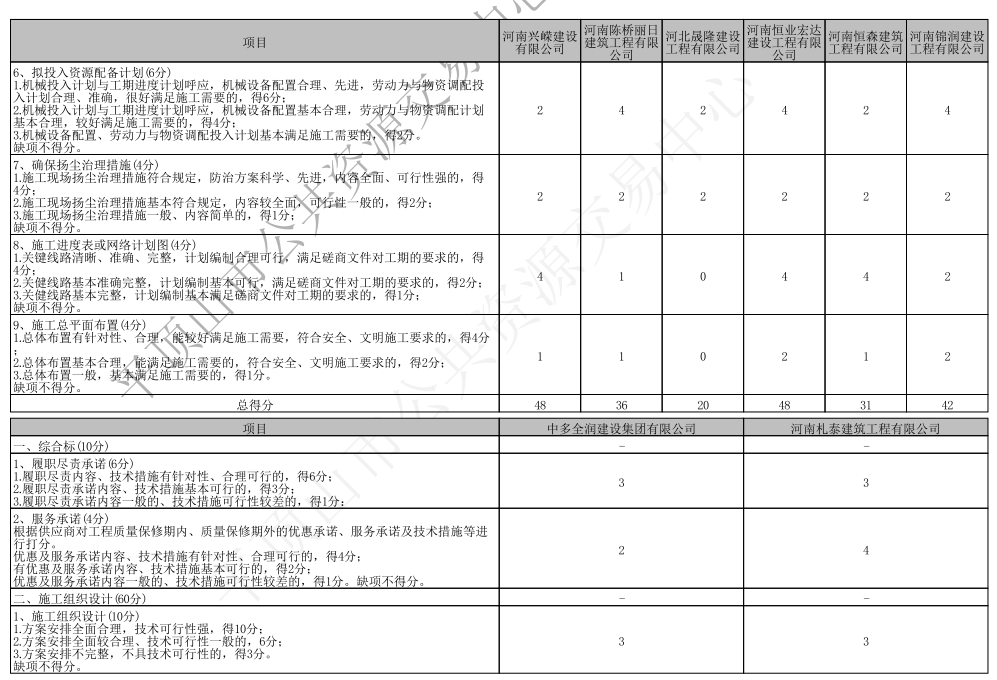 项目
河南兴嵘建设
有限公司
河南陈桥丽日
建筑工程有限
公司
河北晟隆建设
工程有限公司
河南恒业宏达
建设工程有限
公司
河南恒森建筑
工程有限公司
河南锦润建设
工程有限公司
6、拟投入资源配备计划(6分)
1.机械投入计划与工期进度计划呼应，机械设备配置合理、先进，劳动力与物资调配投
入计划合理、准确，很好满足施工需要的，得6分；
2.机械投入计划与工期进度计划呼应，机械设备配置基本合理，劳动力与物资调配计划
基本合理，较好满足施工需要的，得4分；
3.机械设备配置、劳动力与物资调配投入计划基本满足施工需要的，得2分。
缺项不得分。
2 4 2 4 2 4
7、确保扬尘治理措施(4分)
1.施工现场扬尘治理措施符合规定，防治方案科学、先进，内容全面、可行性强的，得
4分；
2.施工现场扬尘治理措施基本符合规定，内容较全面，可行性一般的，得2分；
3.施工现场扬尘治理措施一般、内容简单的，得1分；
缺项不得分。
2 2 2 2 2 2
8、施工进度表或网络计划图(4分)
1.关键线路清晰、准确、完整，计划编制合理可行，满足磋商文件对工期的要求的，得
4分；
2.关健线路基本准确完整，计划编制基本可行，满足磋商文件对工期的要求的，得2分；
3.关健线路基本完整，计划编制基本满足磋商文件对工期的要求的，得1分；
缺项不得分。
4 1 0 4 4 2
9、施工总平面布置(4分)
1.总体布置有针对性、合理，能较好满足施工需要，符合安全、文明施工要求的，得4分
；
2.总体布置基本合理，能满足施工需要的，符合安全、文明施工要求的，得2分；
3.总体布置一般，基本满足施工需要的，得1分。
缺项不得分。
1 1 0 2 1 2
总得分 48 36 20 48 31 42
项目 中多全润建设集团有限公司 河南札泰建筑工程有限公司
一、综合标(10分) － －
1、履职尽责承诺(6分)
1.履职尽责内容、技术措施有针对性、合理可行的，得6分；
2.履职尽责承诺内容、技术措施基本可行的，得3分；
3.履职尽责承诺内容一般的、技术措施可行性较差的，得1分：
3 3
2、服务承诺(4分)
根据供应商对工程质量保修期内、质量保修期外的优惠承诺、服务承诺及技术措施等进
行打分。
优惠及服务承诺内容、技术措施有针对性、合理可行的，得4分；
有优惠及服务承诺内容、技术措施基本可行的，得2分；
优惠及服务承诺内容一般的、技术措施可行性较差的，得1分。缺项不得分。
2 4
二、施工组织设计(60分) － －
1、施工组织设计(10分)
1.方案安排全面合理，技术可行性强，得10分；
2.方案安排全面较合理、技术可行性一般的，6分；
3.方案安排不完整，不具技术可行性的，得3分。
缺项不得分。
3 3
平顶山市公共资源交易中心
平顶山市公共资源交易中心